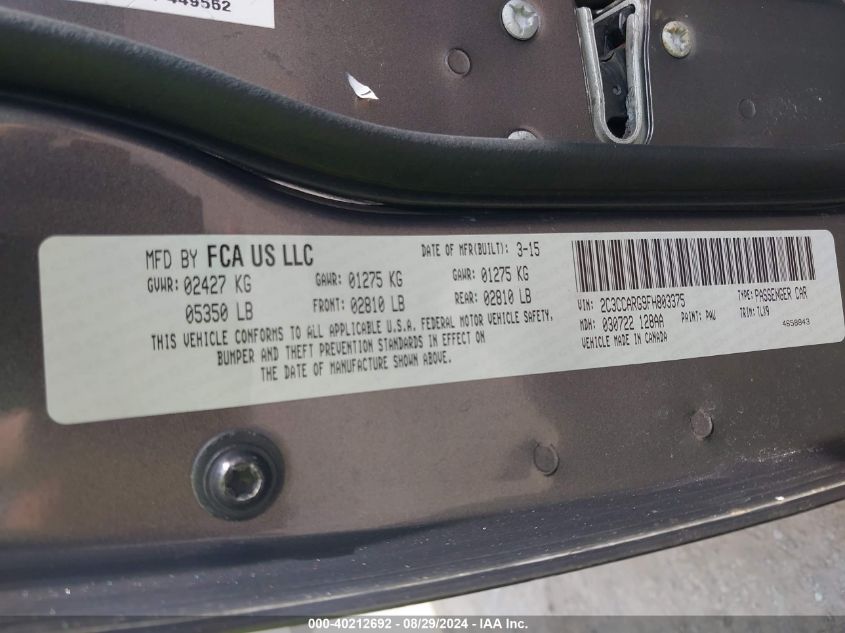 449562
MFD BY FCA US LLC
DATE OF MFR(BUILT): 3-15
GVWR: 02427 KG
GAWR: 01275 KG
GAWR: 01275 KG
05350 LB
FRONT: 02810 LB
REAR: 02810 LB
THIS VEHICLE CONFORMS TO ALL APPLICABLE U.S.A. FEDERAL MOTOR VEHICLE SAFETY,
BUMPER AND THEFT PREVENTION STANDARDS IN EFFECT ON
THE DATE OF MANUFACTURE SHOWN ABOVE.
VIN: 2C3CCARG9FH803375
TYPE: PASSENGER CAR
MDH: 030722 128AA
PAINT: PWV
TRIM: TLX9
VEHICLE MADE IN CANADA
4658843
000-40212692 - 08/29/2024 - IAA Inc.